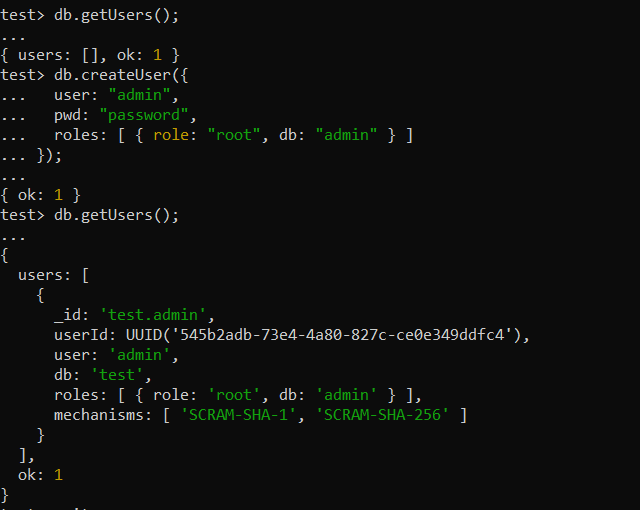 test> db.getUsers();
...
{ users: [], ok: 1 }
test> db.createUser({
...   user: "admin",
...   pwd: "password",
...   roles: [ { role: "root", db: "admin" } ]
... });
...
{ ok: 1 }
test> db.getUsers();
...
{
  users: [
    {
      _id: 'test.admin',
      userId: UUID('545b2adb-73e4-4a80-827c-ce0e349ddfc4'),
      user: 'admin',
      db: 'test',
      roles: [ { role: 'root', db: 'admin' } ],
      mechanisms: [ 'SCRAM-SHA-1', 'SCRAM-SHA-256' ]
    }
  ],
  ok: 1
}